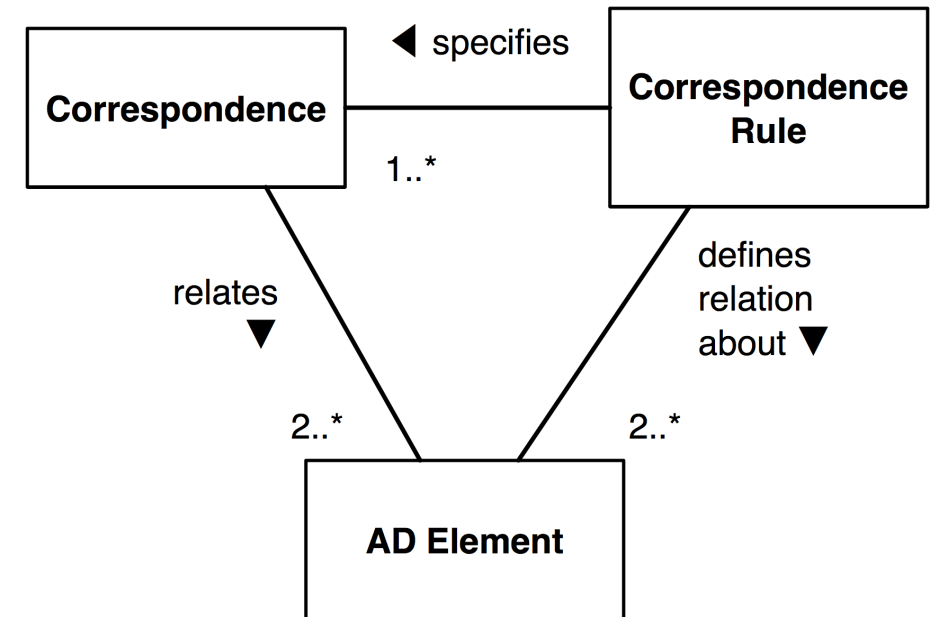 ◀ specifies
Correspondence
Correspondence
Rule
1..*
relates
▼
defines
relation
about ▼
2..*
2..*
AD Element